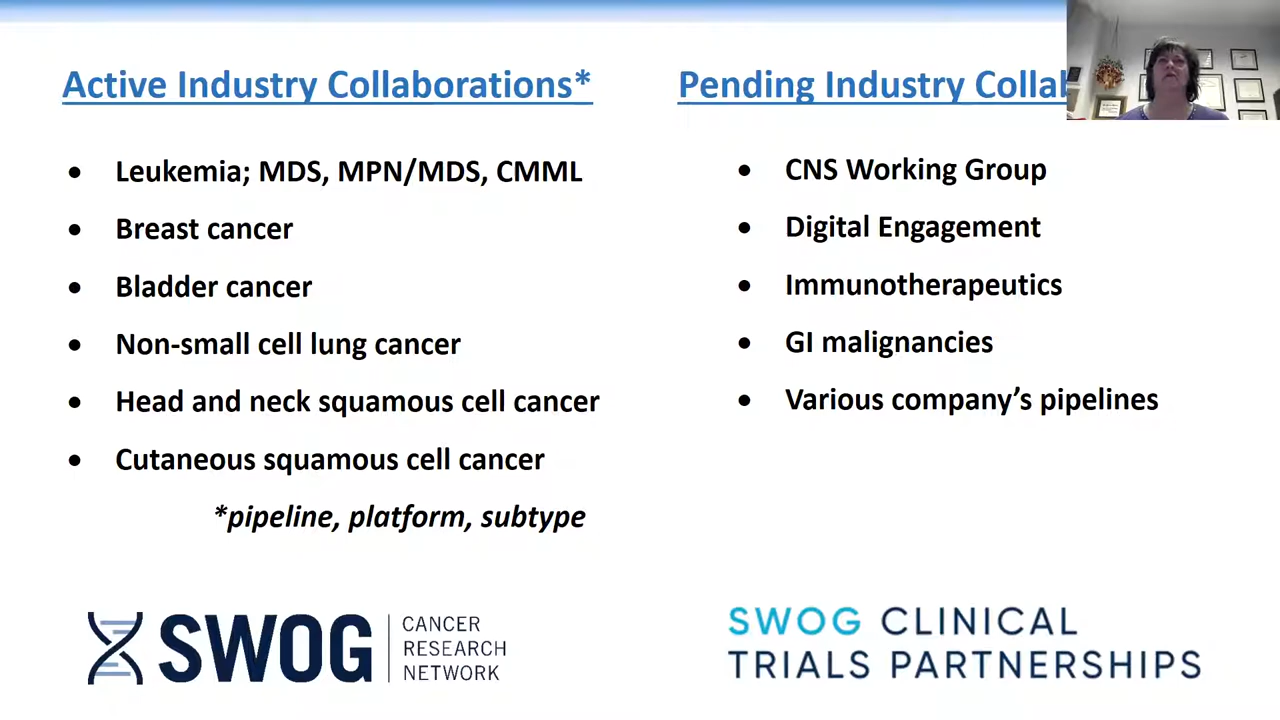 Active Industry Collaborations*
• Leukemia; MDS, MPN/MDS, CMML
• Breast cancer
• Bladder cancer
• Non-small cell lung cancer
• Head and neck squamous cell cancer
• Cutaneous squamous cell cancer
*pipeline, platform, subtype
Pending Industry Collab
• CNS Working Group
• Digital Engagement
• Immunotherapeutics
• GI malignancies
• Various company’s pipelines
SWOG
CANCER
RESEARCH
NETWORK
SWOG CLINICAL
TRIALS PARTNERSHIPS